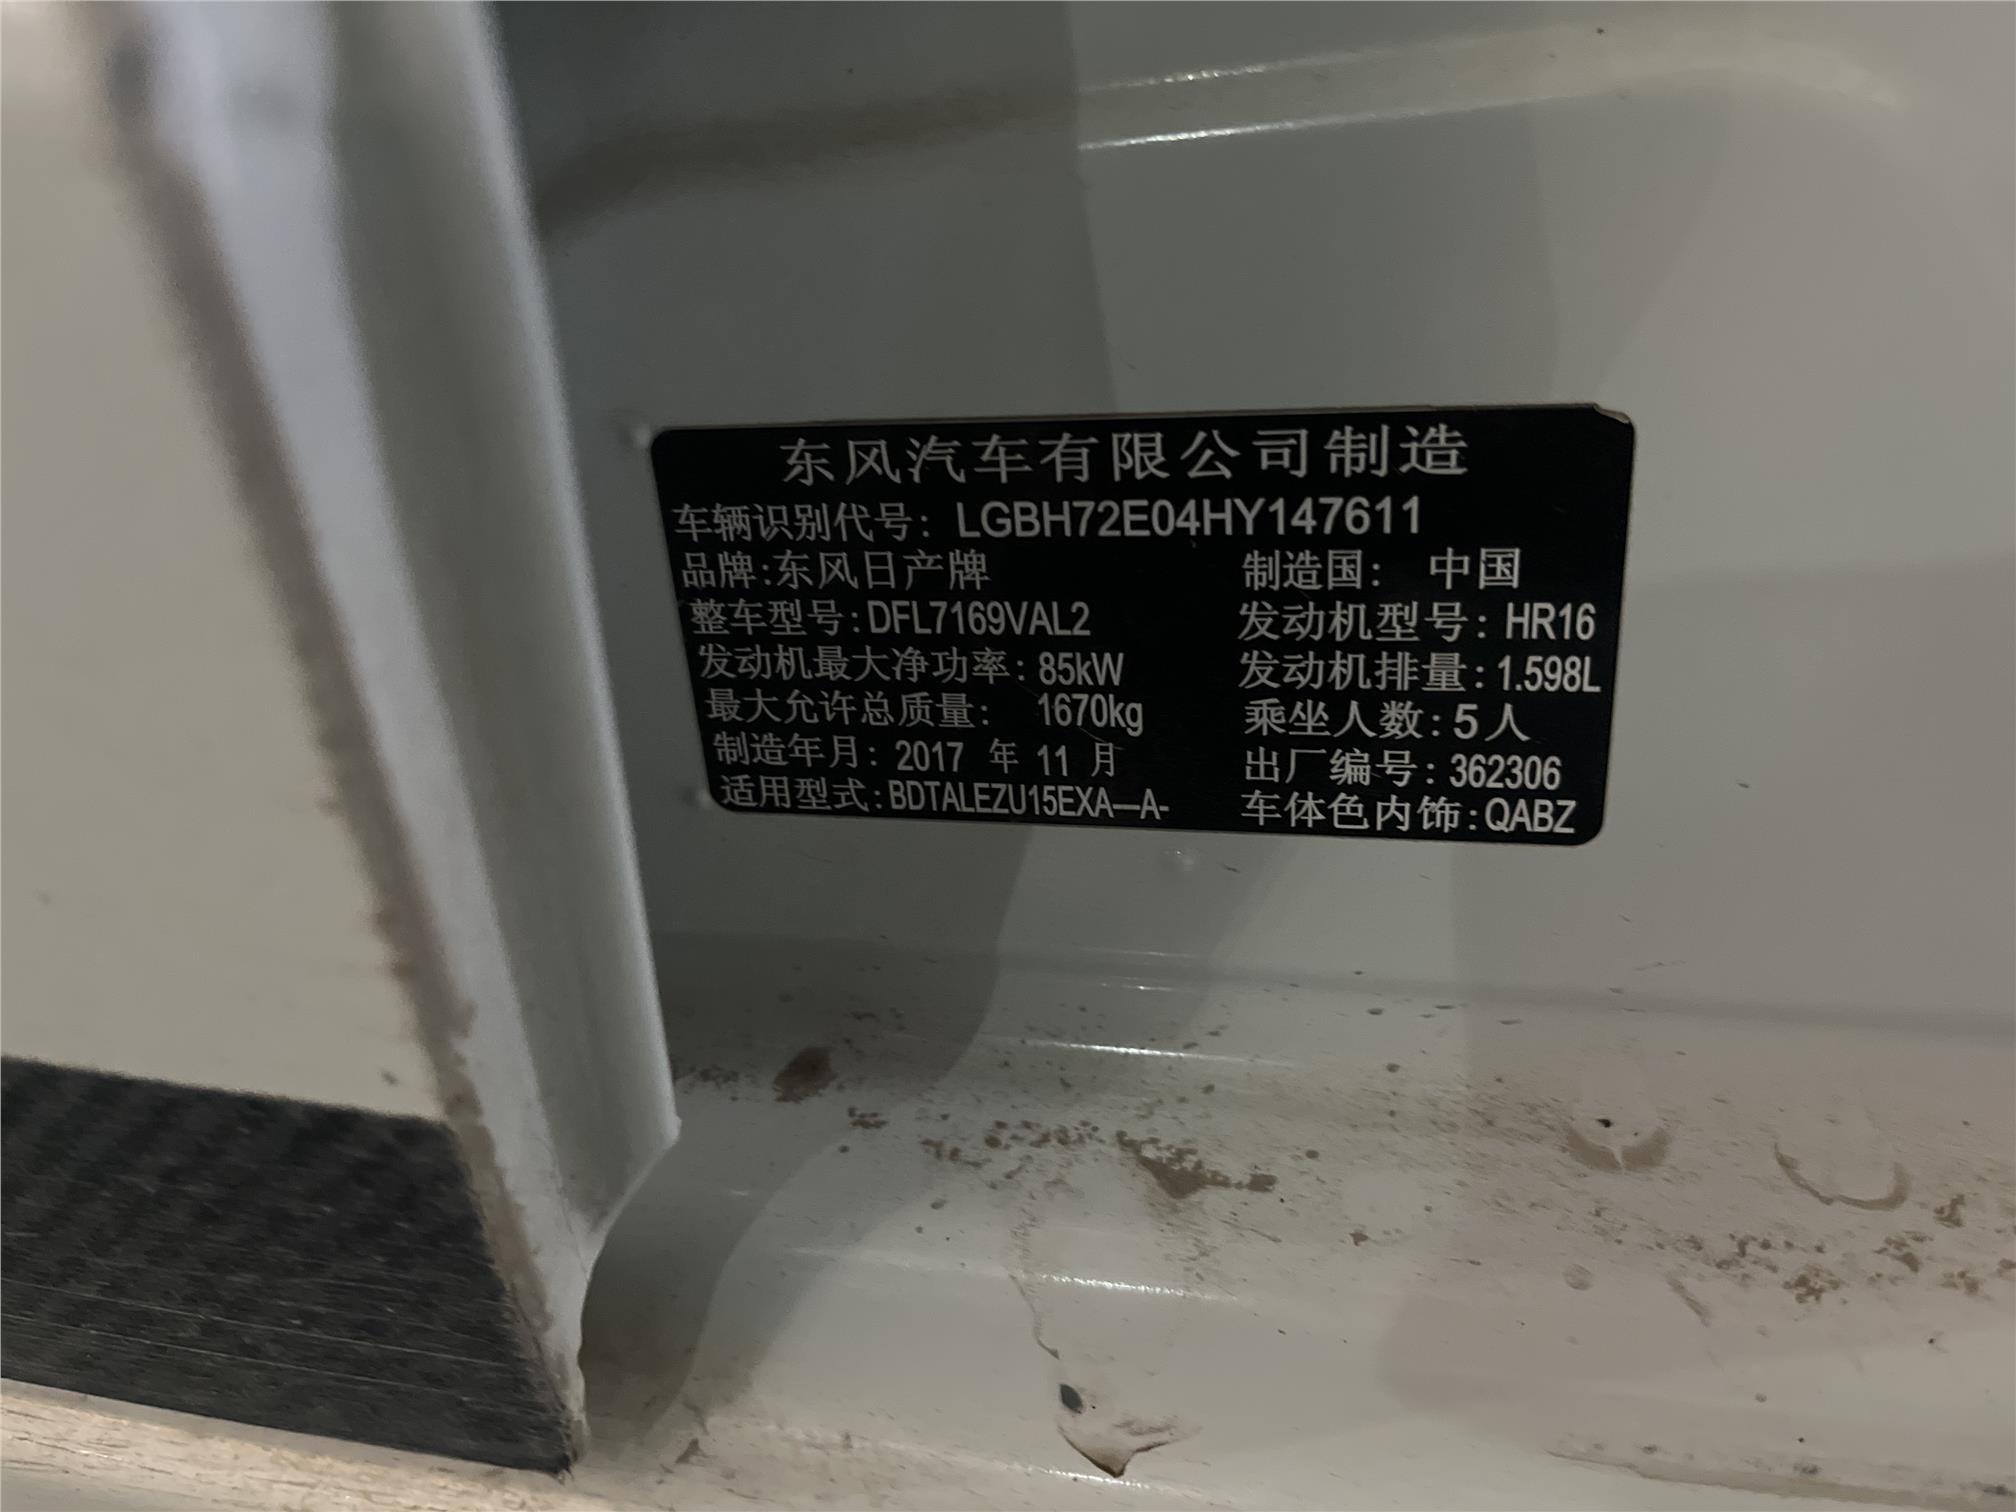 东风汽车有限公司制造
车辆识别代号: LGBH72E04HY147611
品牌:东风日产牌 制造国: 中国
整车型号:DFL7169VAL2 发动机型号: HR16
发动机最大净功率: 85kW 发动机排量:1.598L
最大允许总质量: 1670kg 乘坐人数:5人
制造年月: 2017 年 11 月 出厂编号: 362306
适用型式:BDTALEZU15EXA—A- 车体色内饰:QABZ